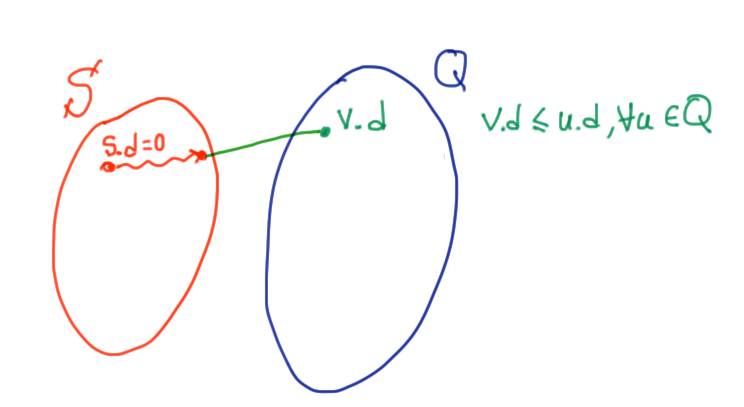 S
Q
s.d=0
v.d
v.d ≤ u.d, ∀u ∈ Q